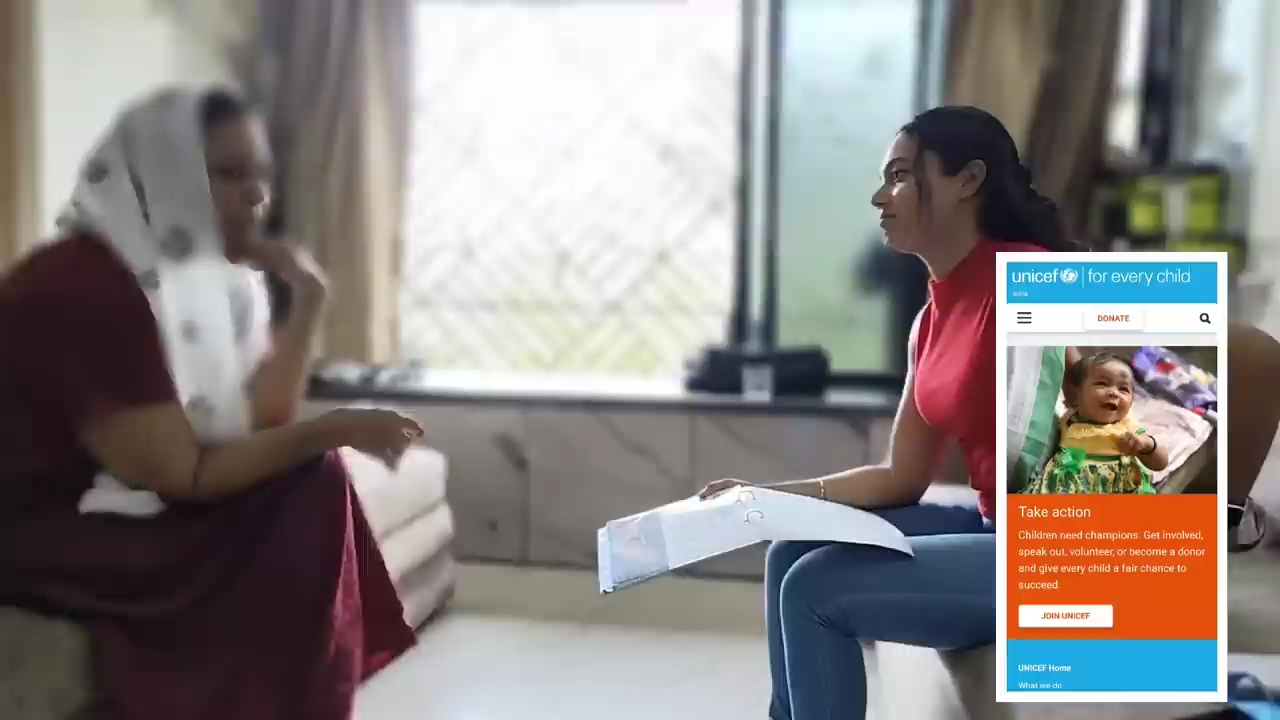 unicef for every child
india
DONATE
Take action
Children need champions. Get involved,
speak out, volunteer, or become a donor
and give every child a fair chance to
succeed.
JOIN UNICEF
UNICEF Home
What we do